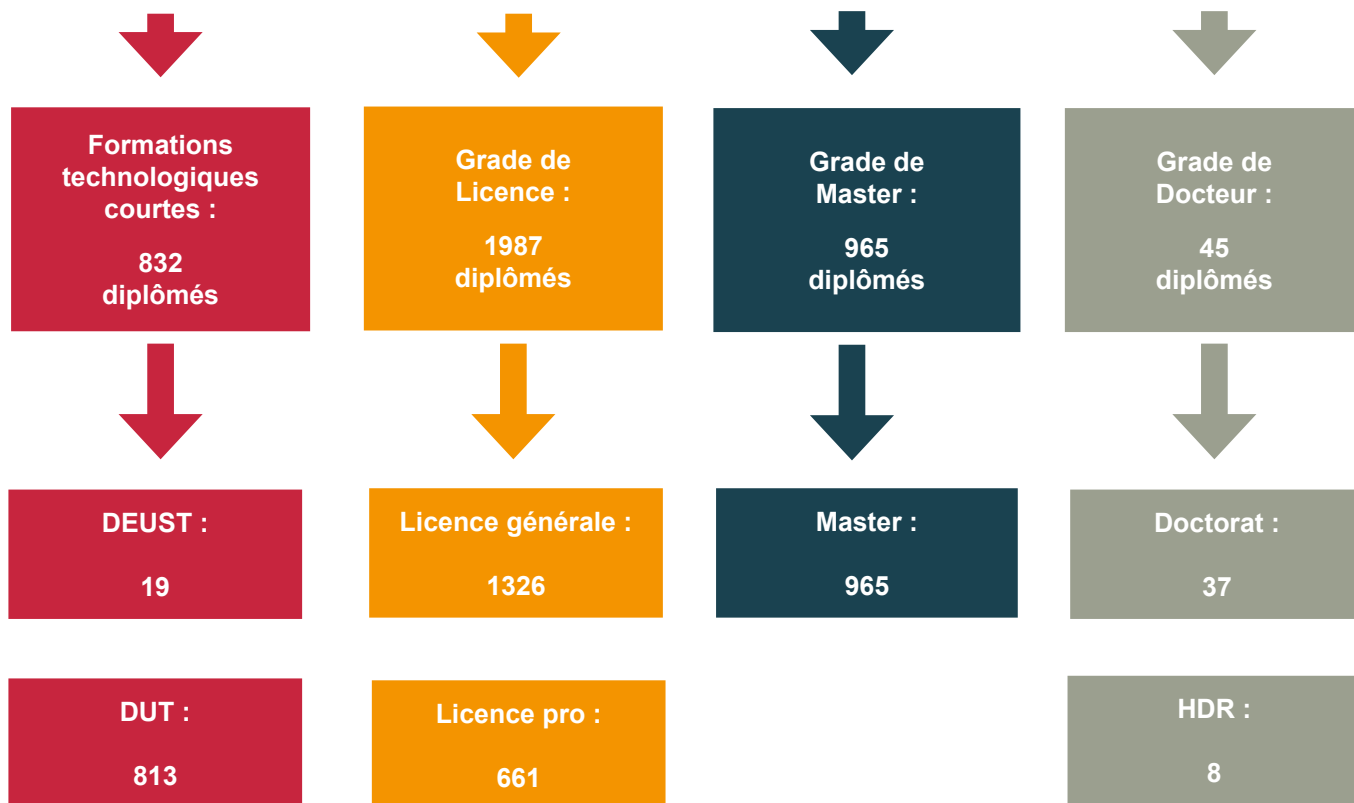 Formations
technologiques
courtes :
832
diplômés
Grade de
Licence :
1987
diplômés
Grade de
Master :
965
diplômés
Grade de
Docteur :
45
diplômés
DEUST :
19
Licence générale :
1326
Master :
965
Doctorat :
37
DUT :
813
Licence pro :
661
HDR :
8